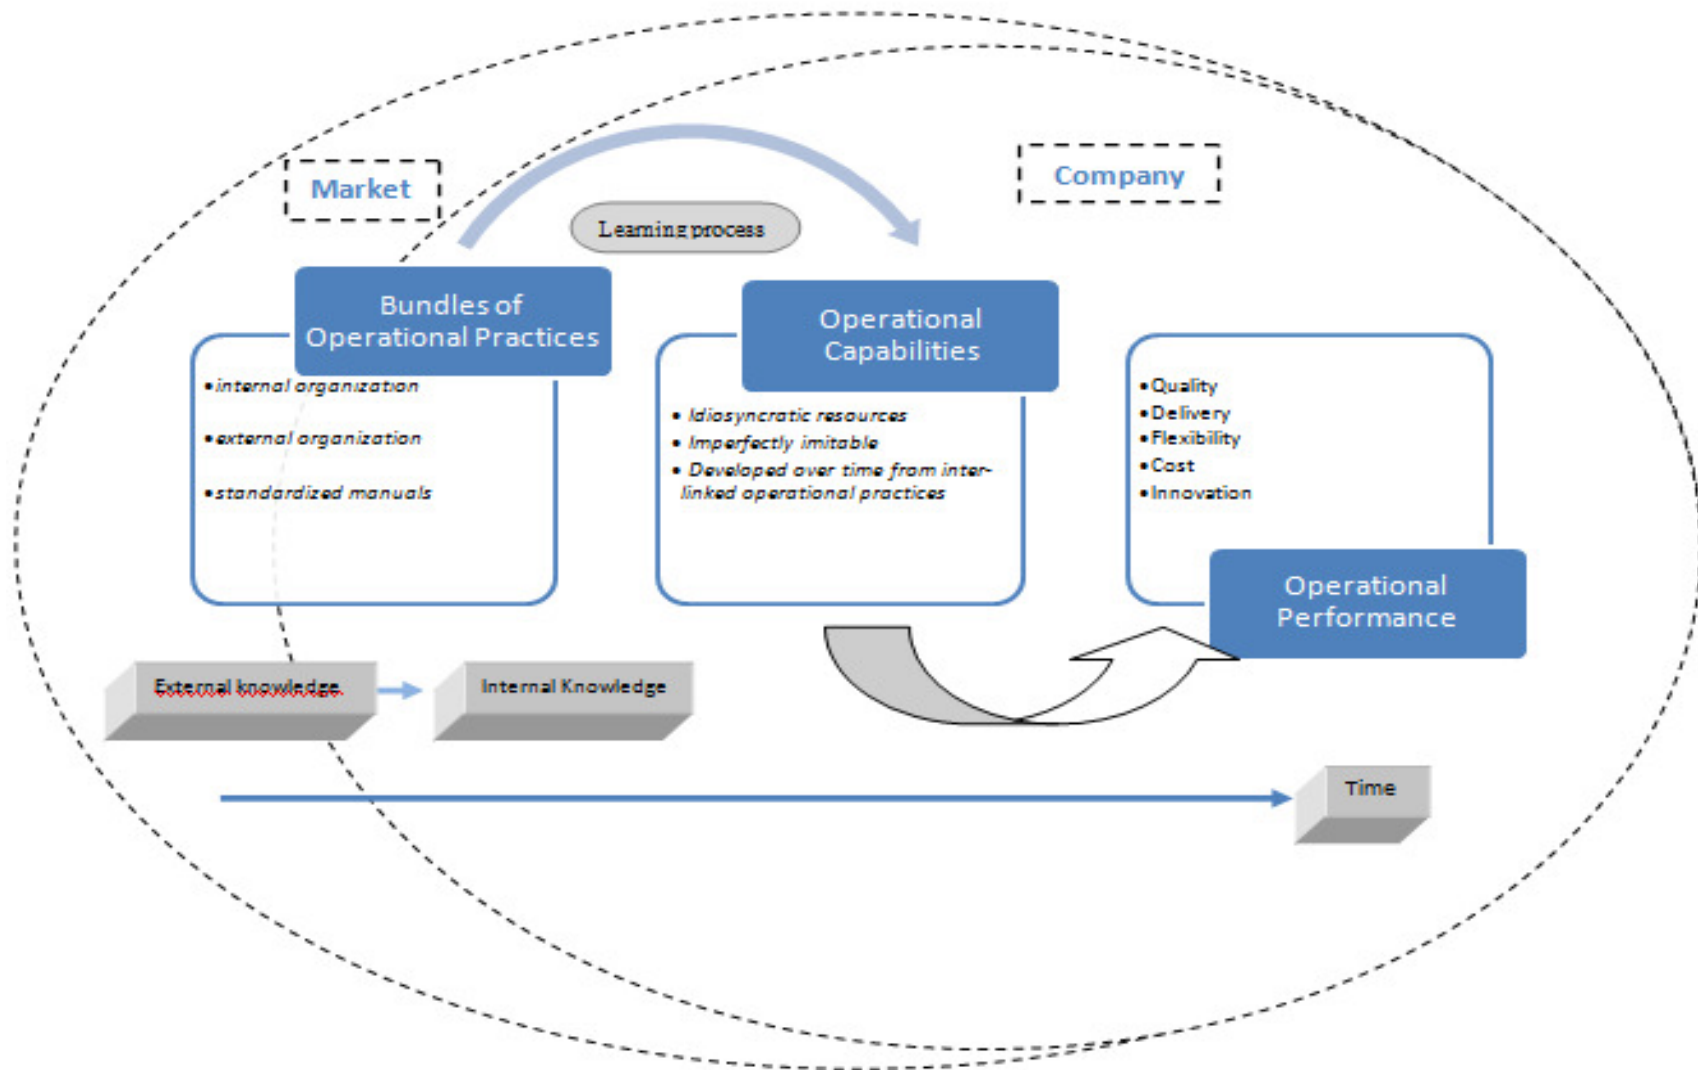 Market
Company
Learning process
Bundles of
Operational Practices
•internal organization
•external organization
•standardized manuals
Operational
Capabilities
• Idiosyncratic resources
• Imperfectly imitable
• Developed over time from inter-
linked operational practices
•Quality
•Delivery
•Flexibility
•Cost
•Innovation
Operational
Performance
External knowledge
Internal Knowledge
Time